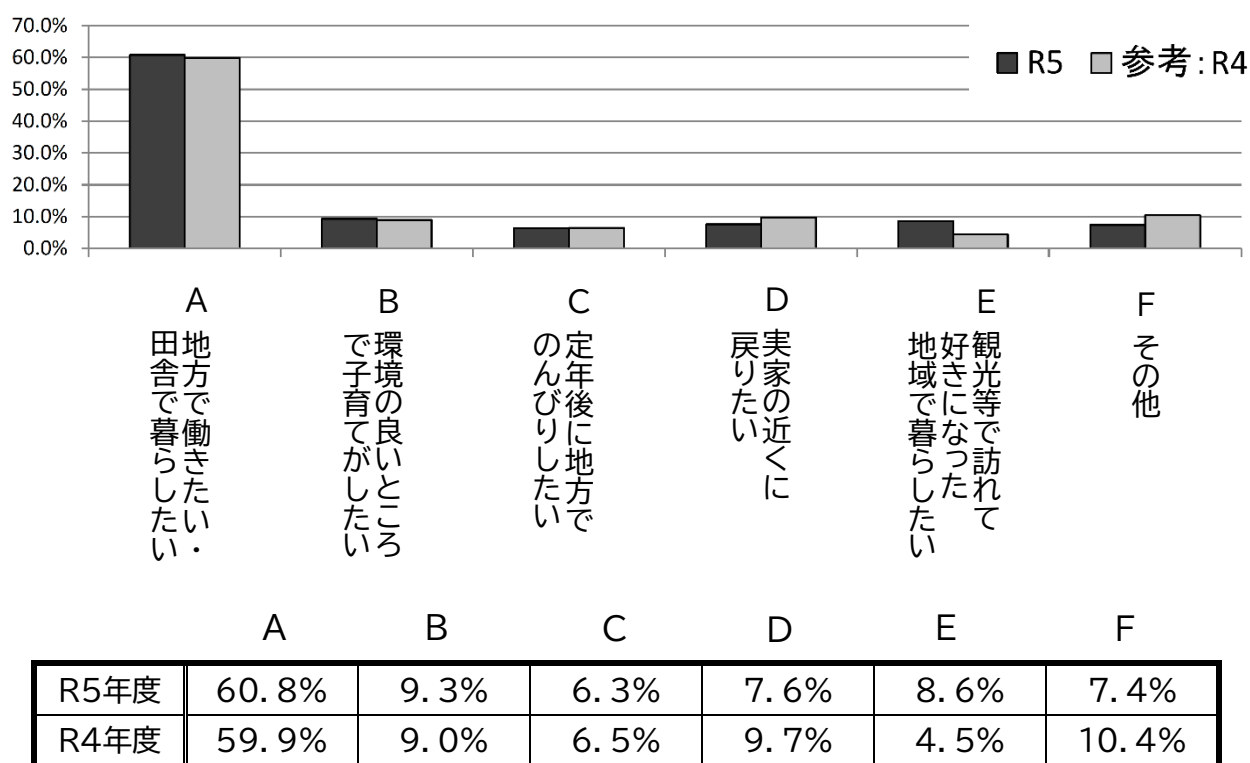 70.0%
60.0%
50.0%
40.0%
30.0%
20.0%
10.0%
0.0%
R5 参考:R4
A
地方で働きたい・
田舎で暮らしたい
B
環境の良いところ
で子育てがしたい
C
定年後に地方で
のんびりしたい
D
実家の近くに
戻りたい
E
観光等で訪れて
好きになった
地域で暮らしたい
F
その他
A B C D E F
R5年度 60.8% 9.3% 6.3% 7.6% 8.6% 7.4%
R4年度 59.9% 9.0% 6.5% 9.7% 4.5% 10.4%